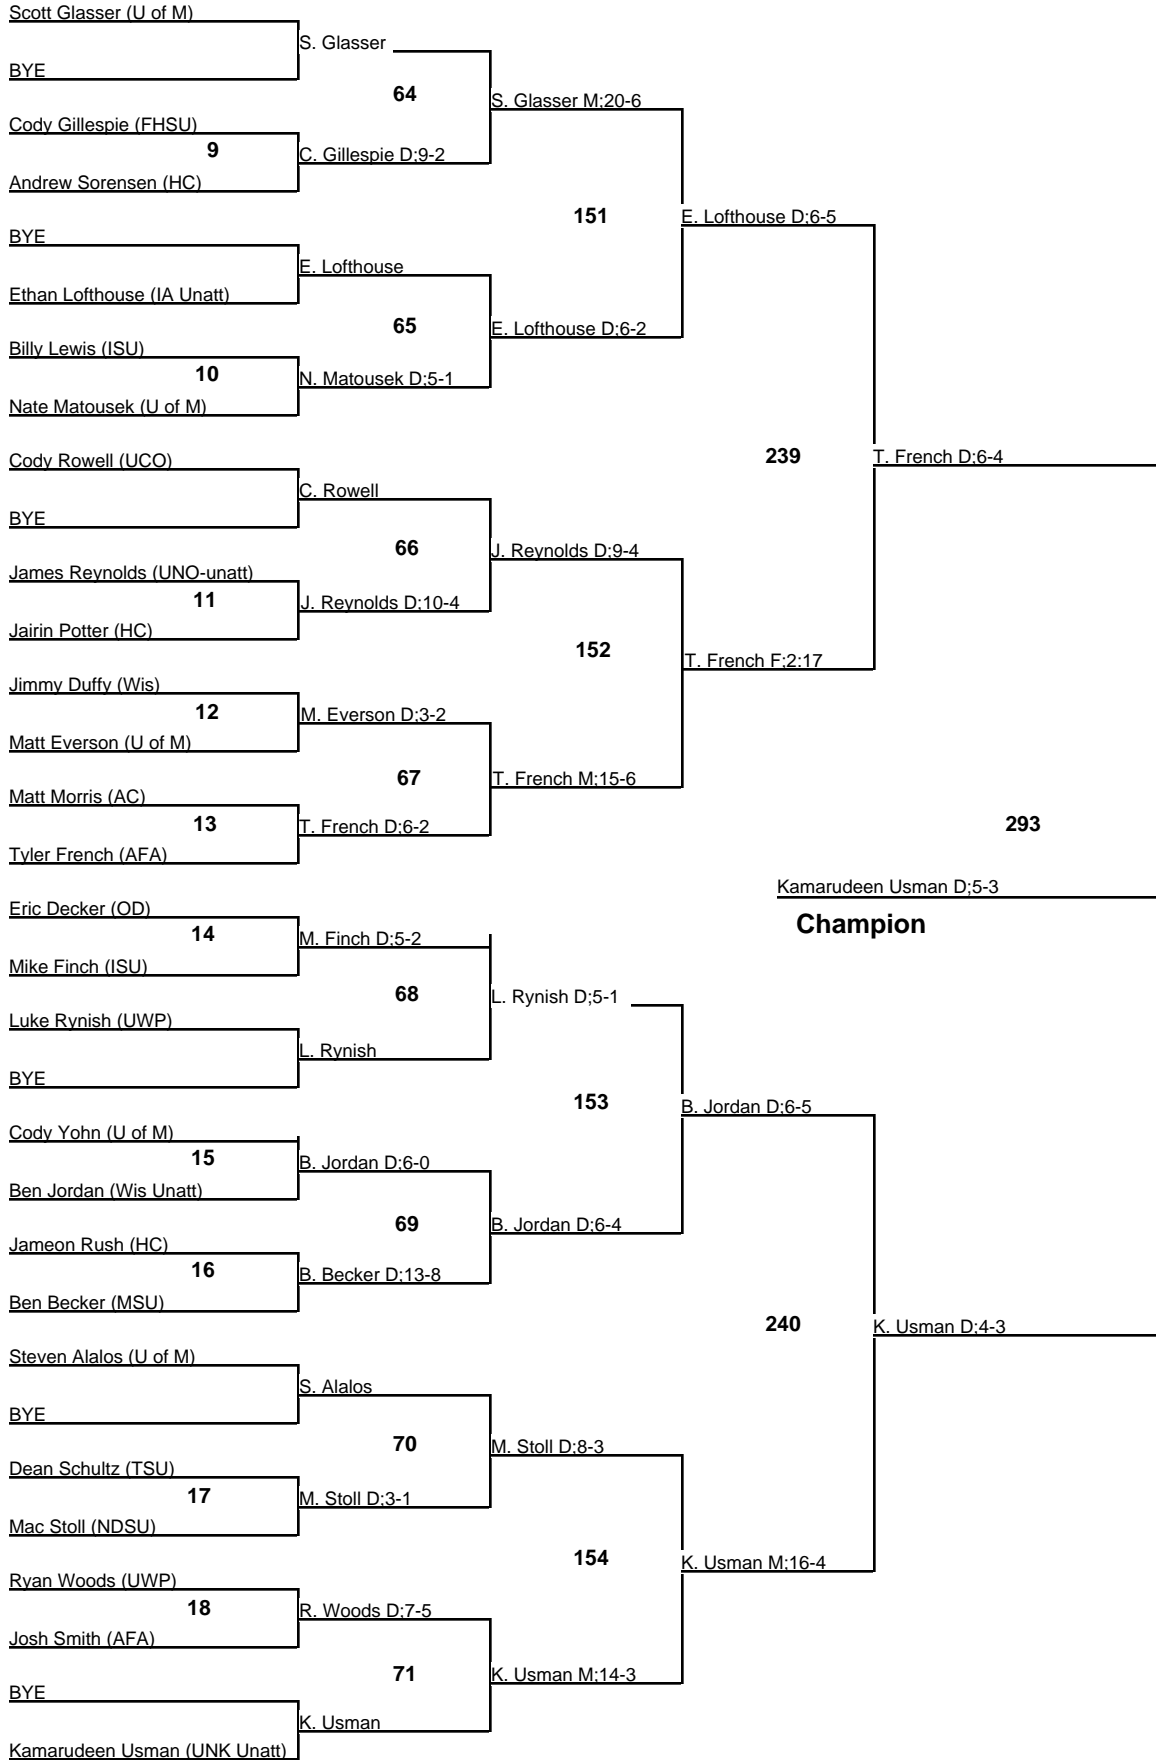 Scott Glasser (U of M)
S. Glasser
BYE
64
S. Glasser M;20-6
Cody Gillespie (FHSU)
9
C. Gillespie D;9-2
Andrew Sorensen (HC)
151
E. Lofthouse D;6-5
BYE
E. Lofthouse
Ethan Lofthouse (IA Unatt)
65
E. Lofthouse D;6-2
Billy Lewis (ISU)
10
N. Matousek D;5-1
Nate Matousek (U of M)
239
T. French D;6-4
Cody Rowell (UCO)
C. Rowell
BYE
66
J. Reynolds D;9-4
James Reynolds (UNO-unatt)
11
J. Reynolds D;10-4
Jairin Potter (HC)
152
T. French F;2:17
Jimmy Duffy (Wis)
12
M. Everson D;3-2
Matt Everson (U of M)
67
T. French M;15-6
Matt Morris (AC)
13
T. French D;6-2
Tyler French (AFA)
293
Kamarudeen Usman D;5-3
Champion
Eric Decker (OD)
14
M. Finch D;5-2
Mike Finch (ISU)
68
L. Rynish D;5-1
Luke Rynish (UWP)
L. Rynish
BYE
153
B. Jordan D;6-5
Cody Yohn (U of M)
15
B. Jordan D;6-0
Ben Jordan (Wis Unatt)
69
B. Jordan D;6-4
Jameon Rush (HC)
16
B. Becker D;13-8
Ben Becker (MSU)
240
K. Usman D;4-3
Steven Alalos (U of M)
S. Alalos
BYE
70
M. Stoll D;8-3
Dean Schultz (TSU)
17
M. Stoll D;3-1
Mac Stoll (NDSU)
154
K. Usman M;16-4
Ryan Woods (UWP)
18
R. Woods D;7-5
Josh Smith (AFA)
71
K. Usman M;14-3
BYE
K. Usman
Kamarudeen Usman (UNK Unatt)